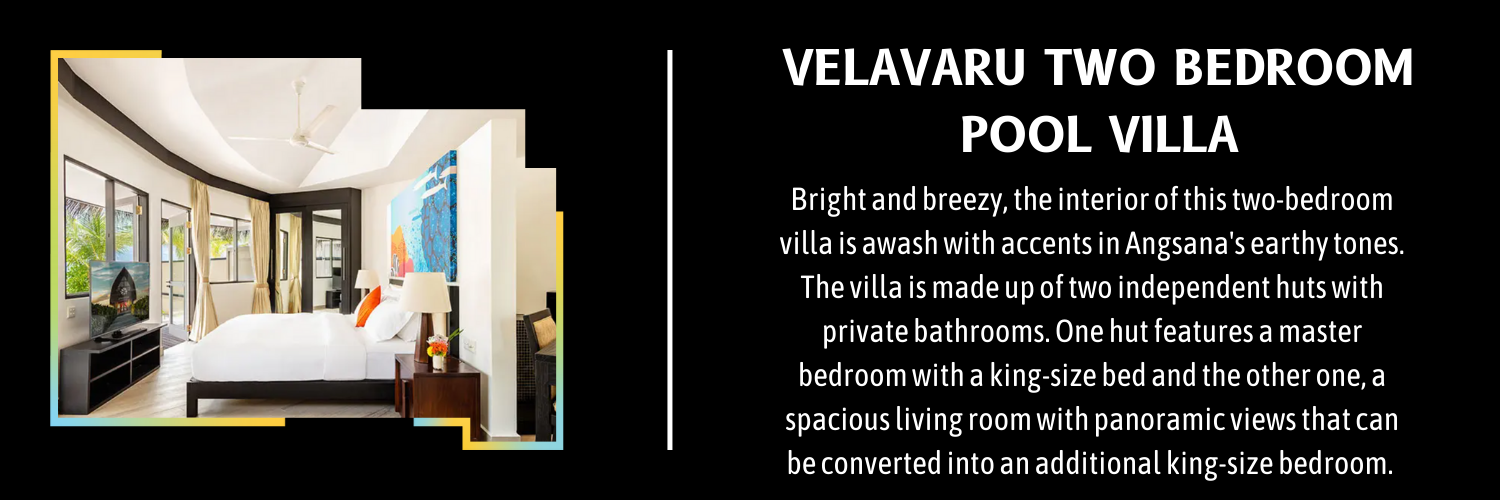 VELAVARU TWO BEDROOM
POOL VILLA
Bright and breezy, the interior of this two-bedroom
villa is awash with accents in Angsana's earthy tones.
The villa is made up of two independent huts with
private bathrooms. One hut features a master
bedroom with a king-size bed and the other one, a
spacious living room with panoramic views that can
be converted into an additional king-size bedroom.